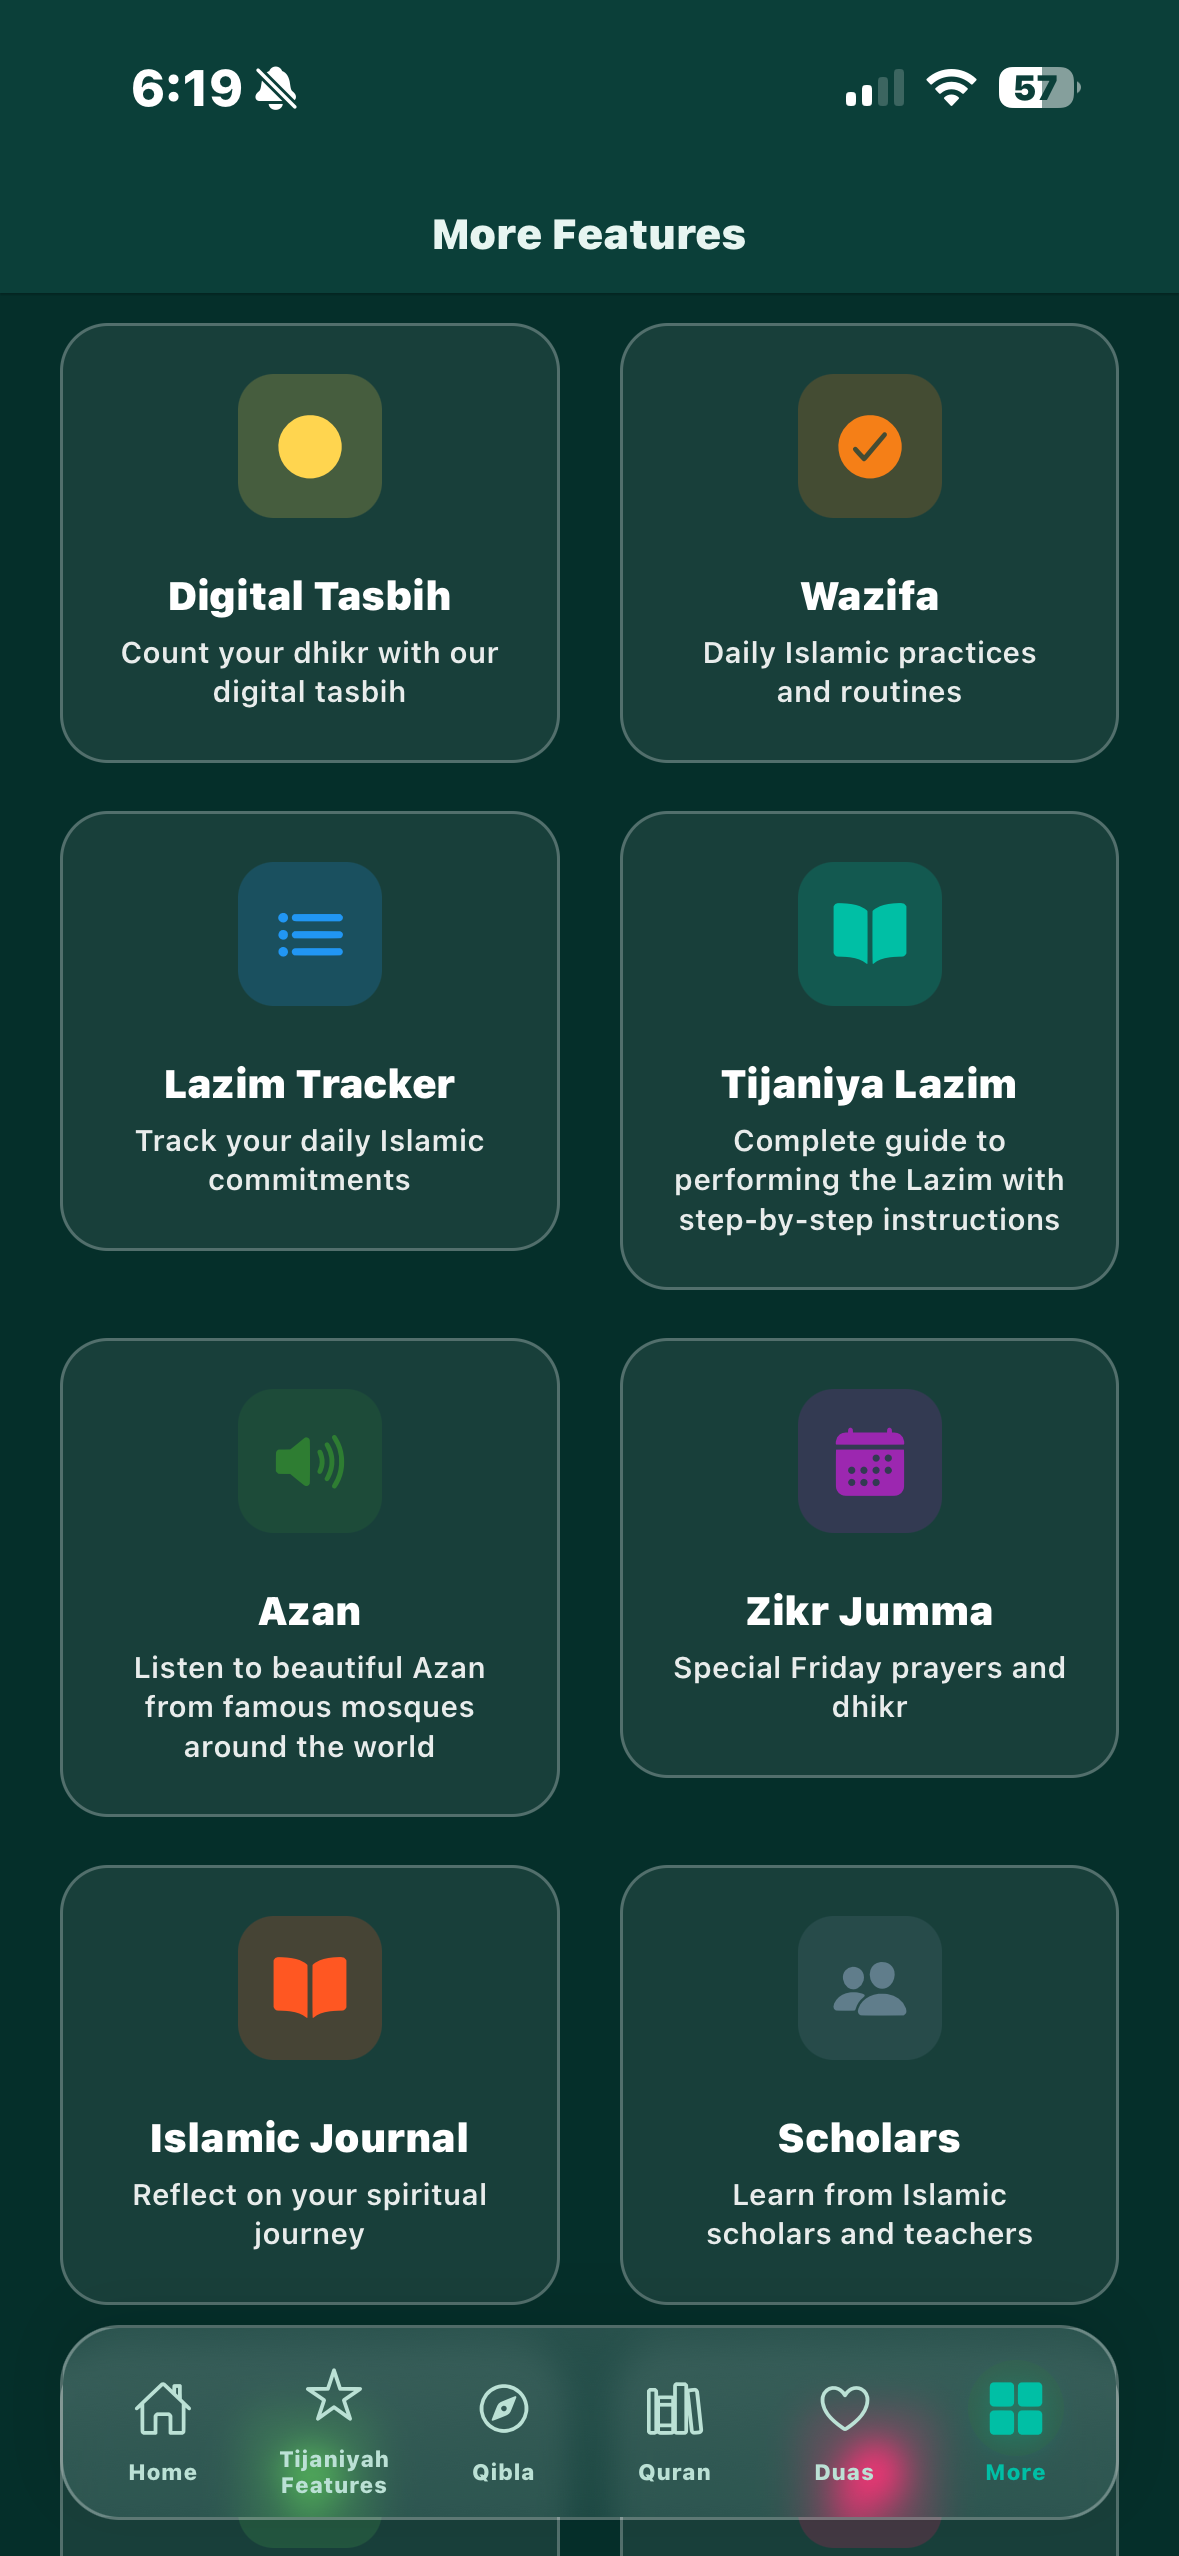 6:19
57
More Features
Digital Tasbih
Count your dhikr with our
digital tasbih
Wazifa
Daily Islamic practices
and routines
Lazim Tracker
Track your daily Islamic
commitments
Tijaniya Lazim
Complete guide to
performing the Lazim with
step-by-step instructions
Azan
Listen to beautiful Azan
from famous mosques
around the world
Zikr Jumma
Special Friday prayers and
dhikr
Islamic Journal
Reflect on your spiritual
journey
Scholars
Learn from Islamic
scholars and teachers
Home
Tijaniyah
Features
Qibla
Quran
Duas
More